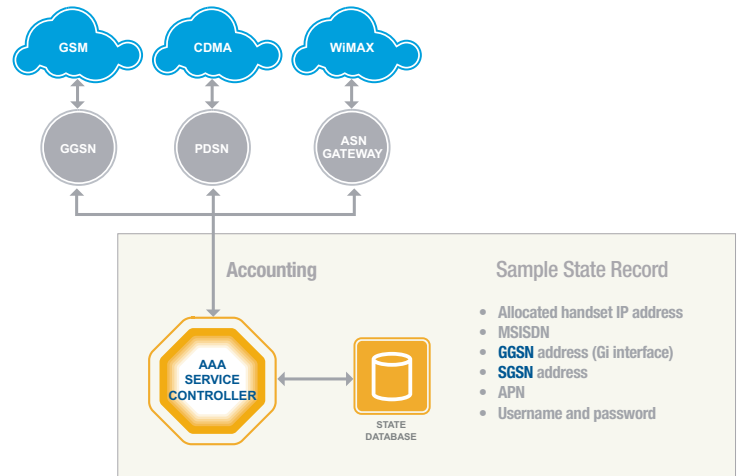 GSM
CDMA
WiMAX
GGSN
PDSN
ASN
GATEWAY
Accounting
Sample State Record
• Allocated handset IP address
• MSISDN
• GGSN address (Gi interface)
• SGSN address
• APN
• Username and password
AAA
SERVICE
CONTROLLER
STATE
DATABASE